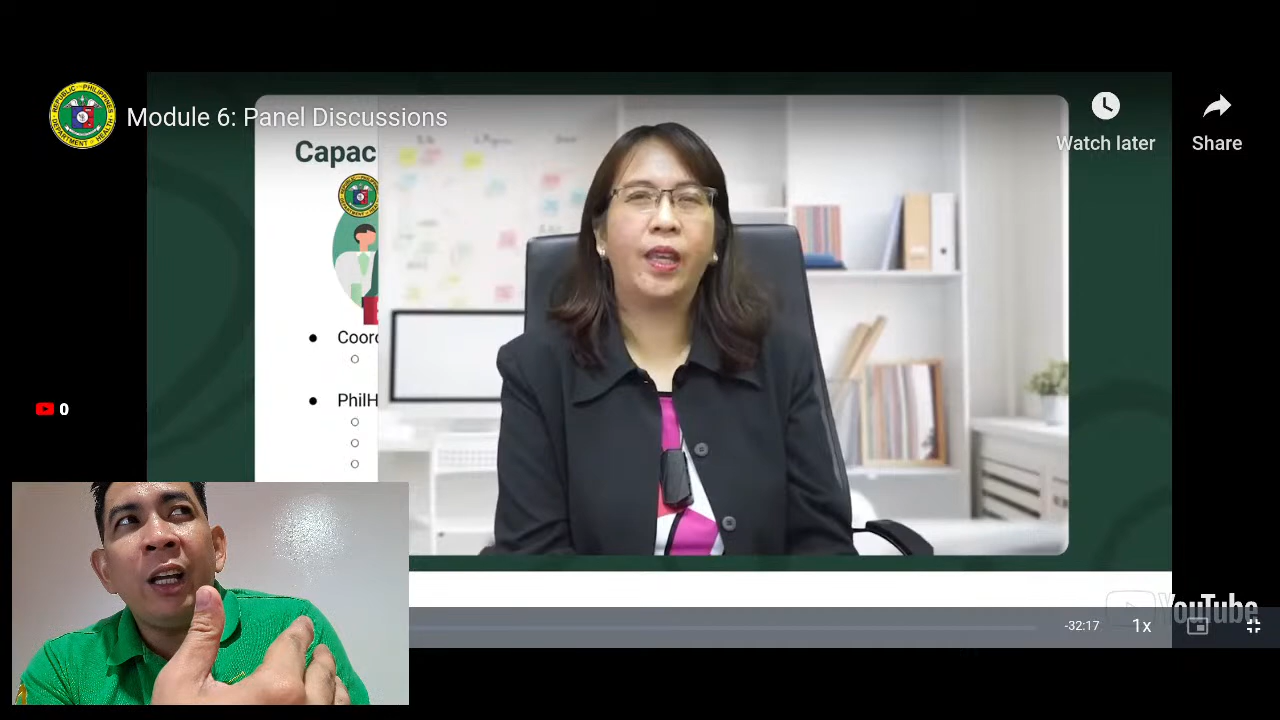 Module 6: Panel Discussions
Watch later
Share
Capac
Coord
PhilH
0
YouTube
-32:17
1x